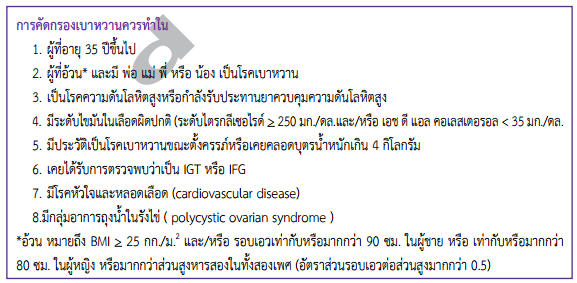 การคัดกรองเบาหวานควรทำใน
1. ผู้ที่อายุ 35 ปีขึ้นไป
2. ผู้ที่อ้วน* และมี พ่อ แม่ พี่ หรือ น้อง เป็นโรคเบาหวาน
3. เป็นโรคความดันโลหิตสูงหรือกำลังรับประทานยาควบคุมความดันโลหิตสูง
4. มีระดับไขมันในเลือดผิดปกติ (ระดับไตรกลีเซอไรด์ ≥ 250 มก./ดล.และ/หรือ เอช ดี แอล คอเลสเตอรอล < 35 มก./ดล.
5. มีประวัติเป็นโรคเบาหวานขณะตั้งครรภ์หรือเคยคลอดบุตรน้ำหนักเกิน 4 กิโลกรัม
6. เคยได้รับการตรวจพบว่าเป็น IGT หรือ IFG
7. มีโรคหัวใจและหลอดเลือด (cardiovascular disease)
8.มีกลุ่มอาการถุงน้ำในรังไข่ ( polycystic ovarian syndrome )
*อ้วน หมายถึง BMI ≥ 25 กก./ม.² และ/หรือ รอบเอวเท่ากับหรือมากกว่า 90 ซม. ในผู้ชาย หรือ เท่ากับหรือมากกว่า
80 ซม. ในผู้หญิง หรือมากกว่าส่วนสูงหารสองในทั้งสองเพศ (อัตราส่วนรอบเอวต่อส่วนสูงมากกว่า 0.5)